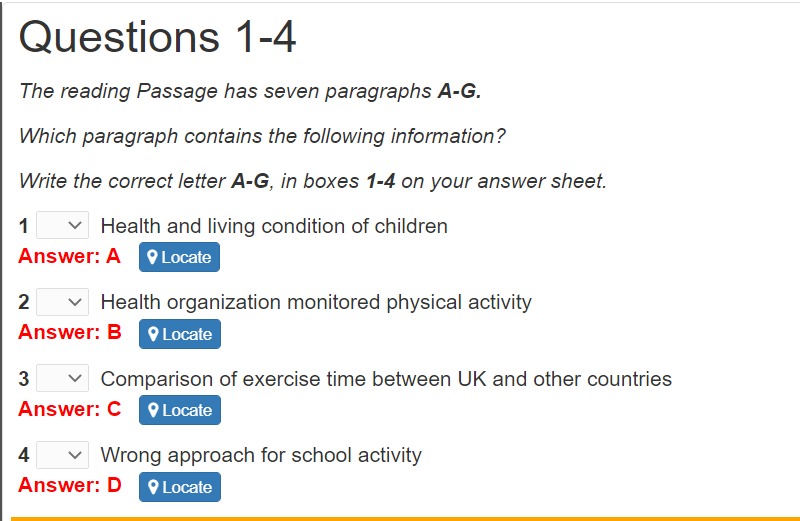 Questions 1-4
The reading Passage has seven paragraphs A-G.
Which paragraph contains the following information?
Write the correct letter A-G, in boxes 1-4 on your answer sheet.
1 Health and living condition of children
Answer: A Locate
2 Health organization monitored physical activity
Answer: B Locate
3 Comparison of exercise time between UK and other countries
Answer: C Locate
4 Wrong approach for school activity
Answer: D Locate